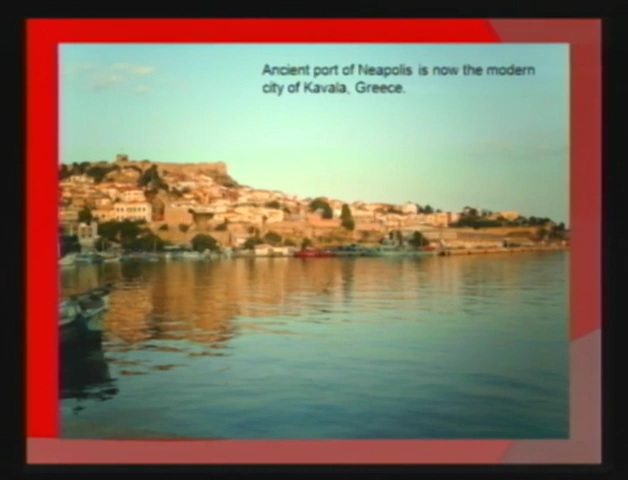 Ancient port of Neapolis is now the modern
city of Kavala, Greece.